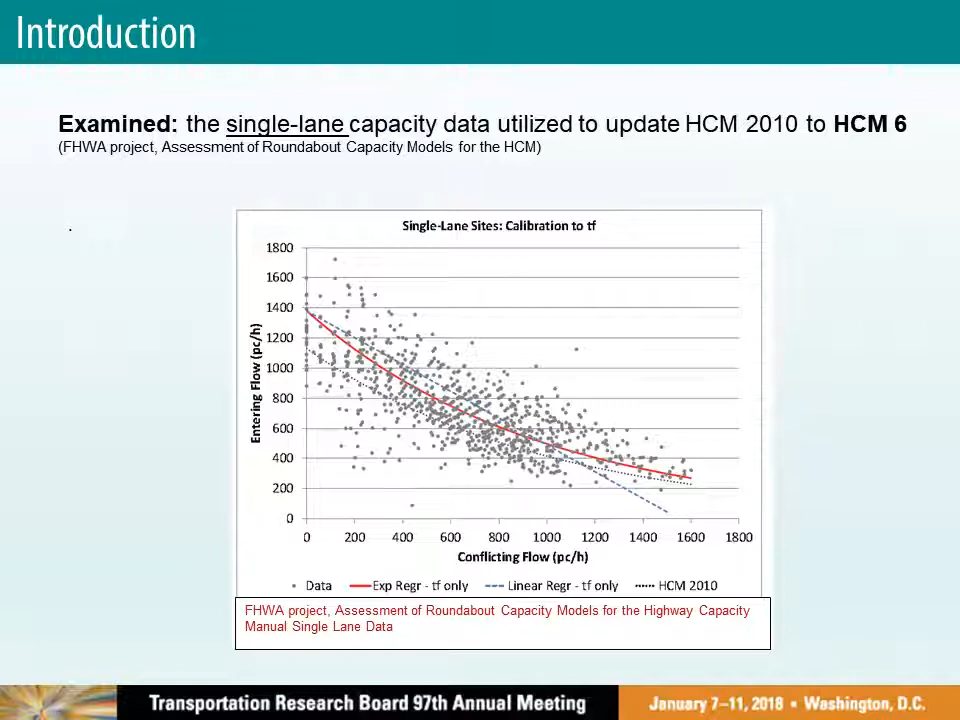 Introduction
Examined: the single-lane capacity data utilized to update HCM 2010 to HCM 6
(FHWA project, Assessment of Roundabout Capacity Models for the HCM)
.
Single-Lane Sites: Calibration to tf
Entering Flow (pc/h)
1800
1600
1400
1200
1000
800
600
400
200
0
0 200 400 600 800 1000 1200 1400 1600 1800
Conflicting Flow (pc/h)
Data Exp Regr - tf only Linear Regr - tf only HCM 2010
FHWA project, Assessment of Roundabout Capacity Models for the Highway Capacity
Manual Single Lane Data
Transportation Research Board 97th Annual Meeting January 7–11, 2018 • Washington, D.C.